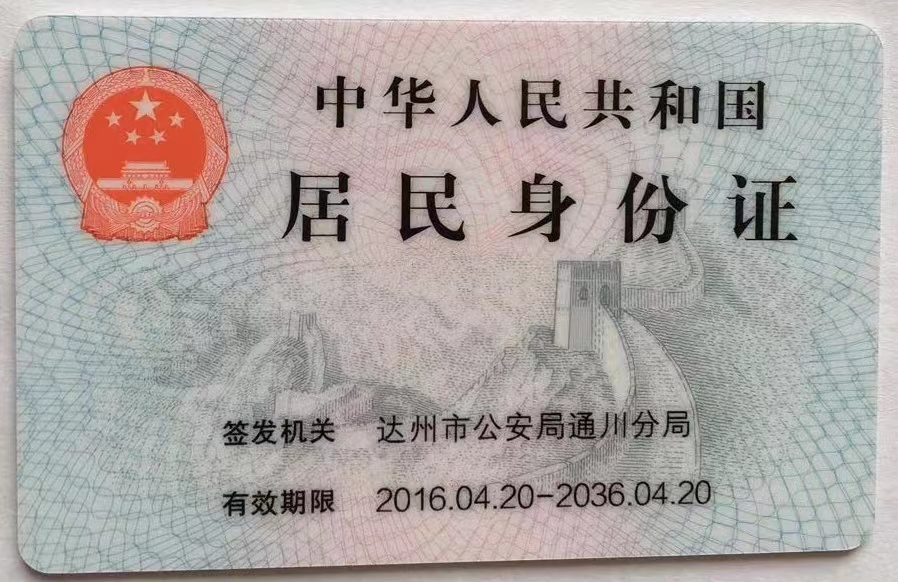 中华人民共和国
居民身份证
签发机关 达州市公安局通川分局
有效期限 2016.04.20-2036.04.20